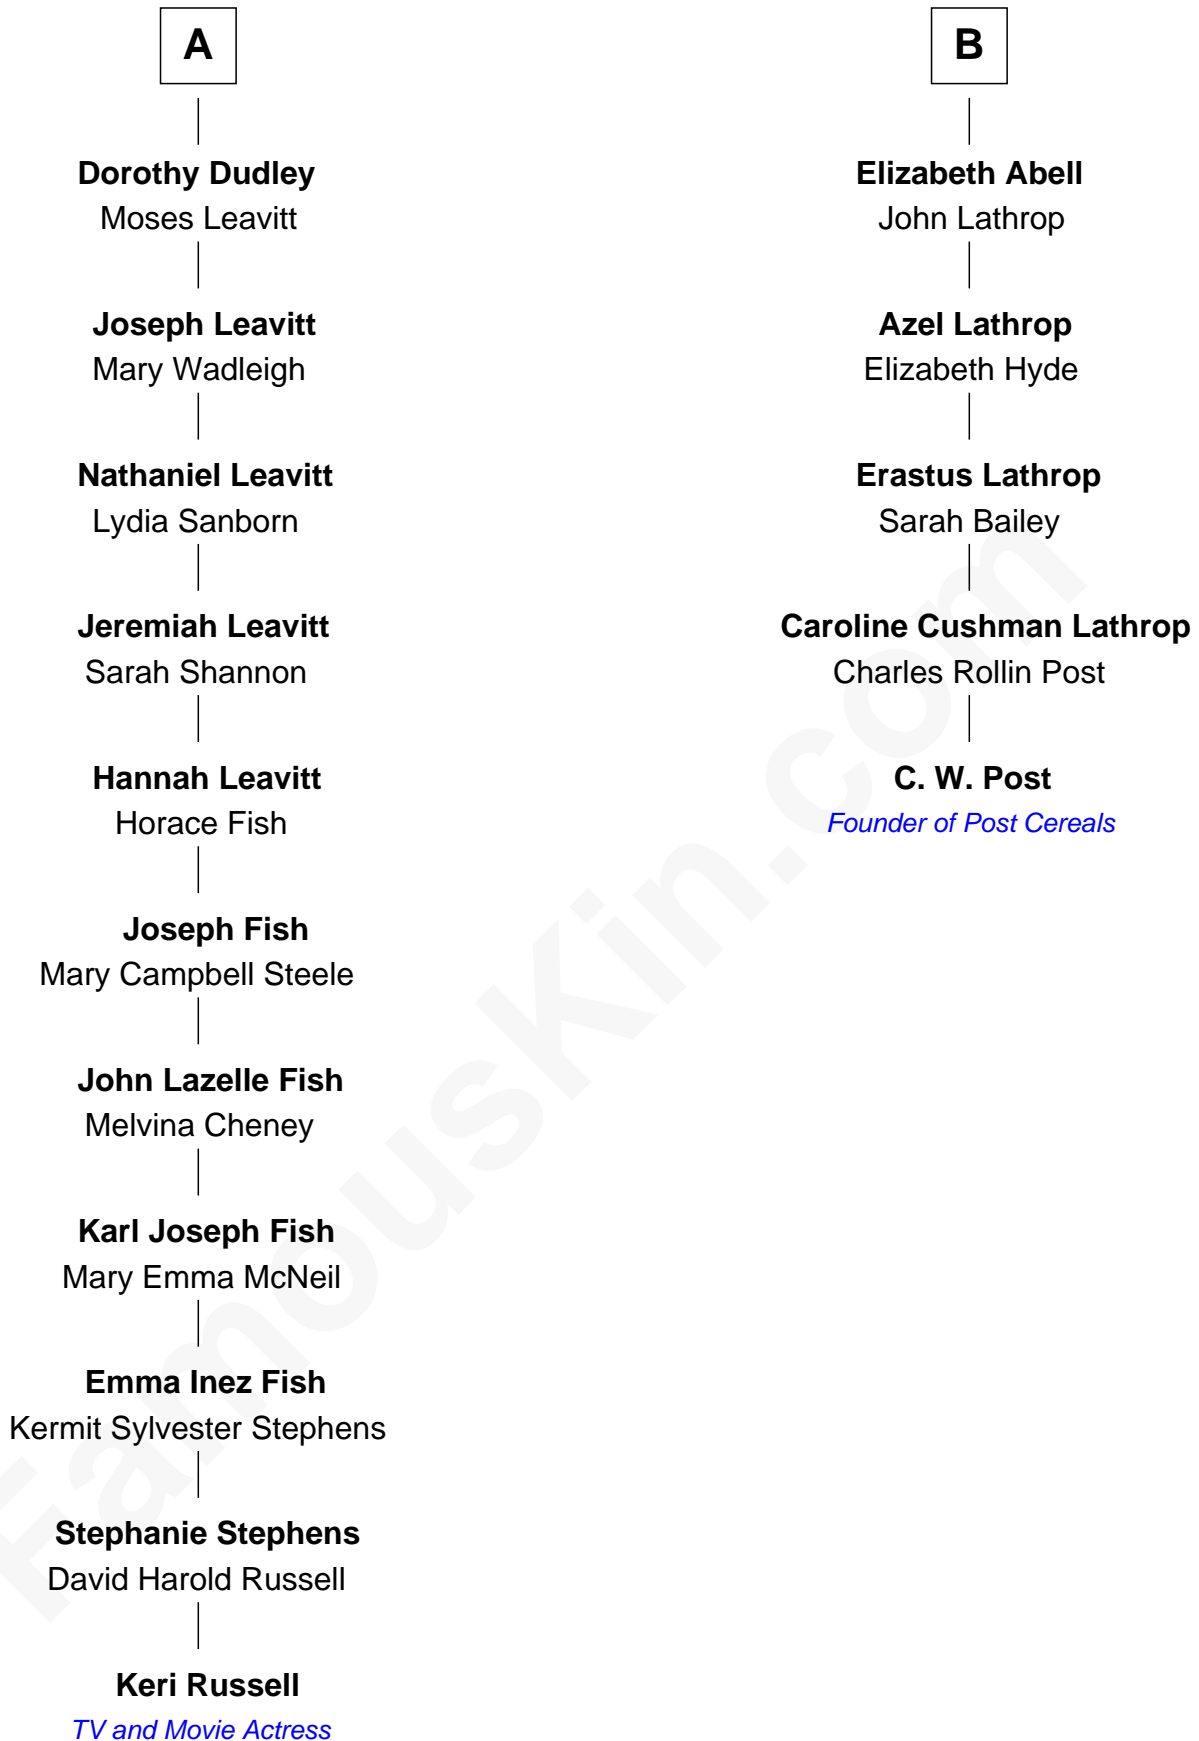 A
Dorothy Dudley
Moses Leavitt
Joseph Leavitt
Mary Wadleigh
Nathaniel Leavitt
Lydia Sanborn
Jeremiah Leavitt
Sarah Shannon
Hannah Leavitt
Horace Fish
Joseph Fish
Mary Campbell Steele
John Lazelle Fish
Melvina Cheney
Karl Joseph Fish
Mary Emma McNeil
Emma Inez Fish
Kermit Sylvester Stephens
Stephanie Stephens
David Harold Russell
Keri Russell
TV and Movie Actress
B
Elizabeth Abell
John Lathrop
Azel Lathrop
Elizabeth Hyde
Erastus Lathrop
Sarah Bailey
Caroline Cushman Lathrop
Charles Rollin Post
C. W. Post
Founder of Post Cereals
FamousKin.com